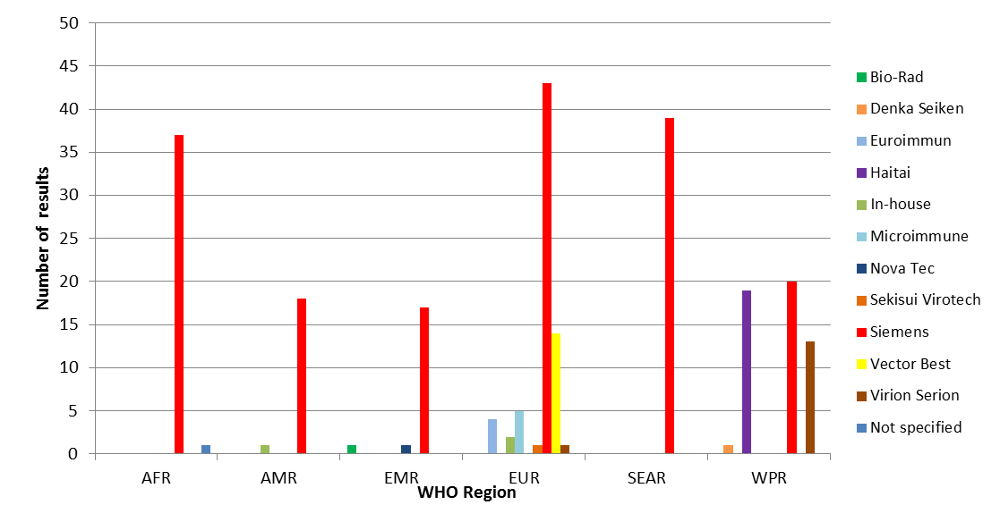 50
45
40
35
30
25
20
15
10
5
0
Number of results
AFR AMR EMR EUR SEAR WPR
WHO Region
Bio-Rad
Denka Seiken
Euroimmun
Haitai
In-house
Microimmune
Nova Tec
Sekisui Virotech
Siemens
Vector Best
Virion Serion
Not specified